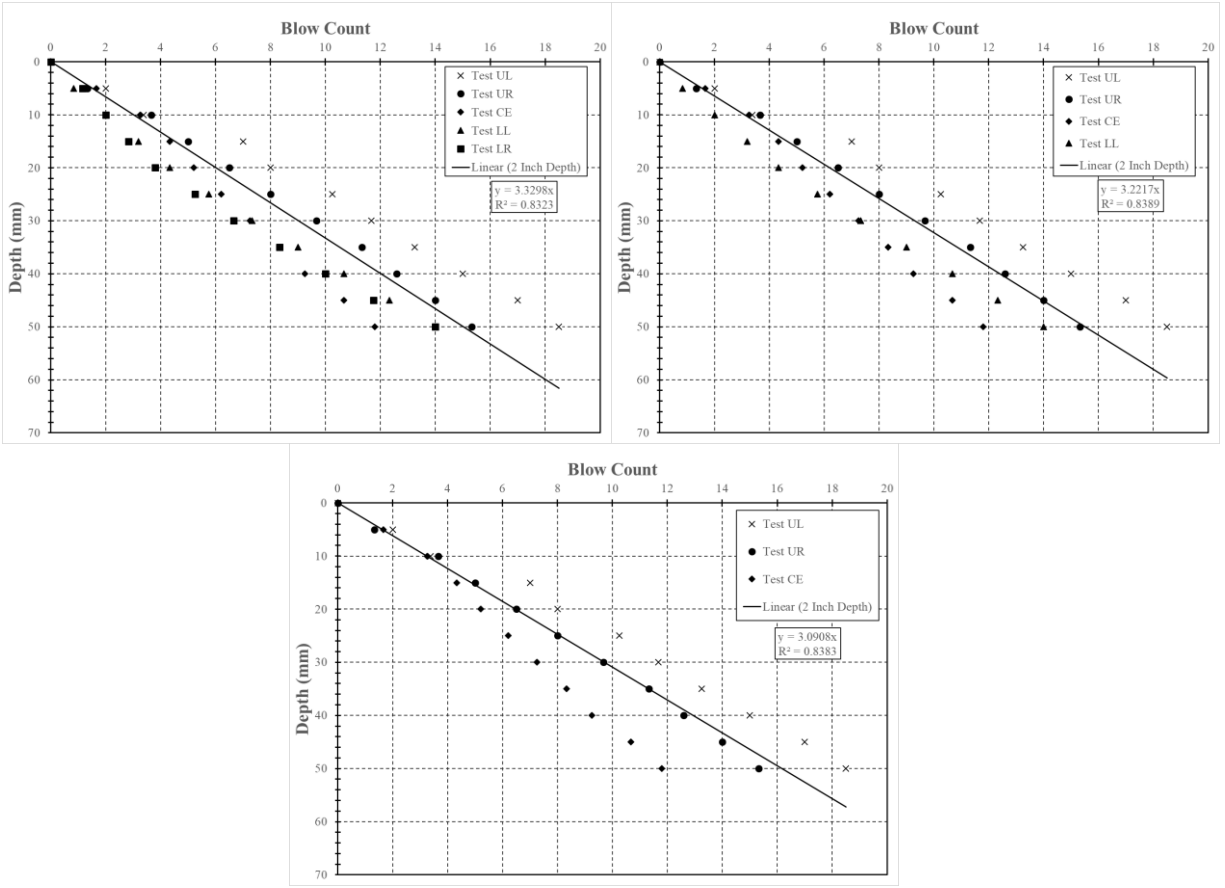 Blow Count
0 2 4 6 8 10 12 14 16 18 20
0
10
20
30
40
50
60
70
Depth (mm)
Test UL
Test UR
Test CE
Test LL
Test LR
Linear (2 Inch Depth)
y = 3.3298x
R² = 0.8323
Blow Count
0 2 4 6 8 10 12 14 16 18 20
0
10
20
30
40
50
60
70
Depth (mm)
Test UL
Test UR
Test CE
Test LL
Linear (2 Inch Depth)
y = 3.2217x
R² = 0.8389
Blow Count
0 2 4 6 8 10 12 14 16 18 20
0
10
20
30
40
50
60
70
Depth (mm)
Test UL
Test UR
Test CE
Linear (2 Inch Depth)
y = 3.0908x
R² = 0.8383